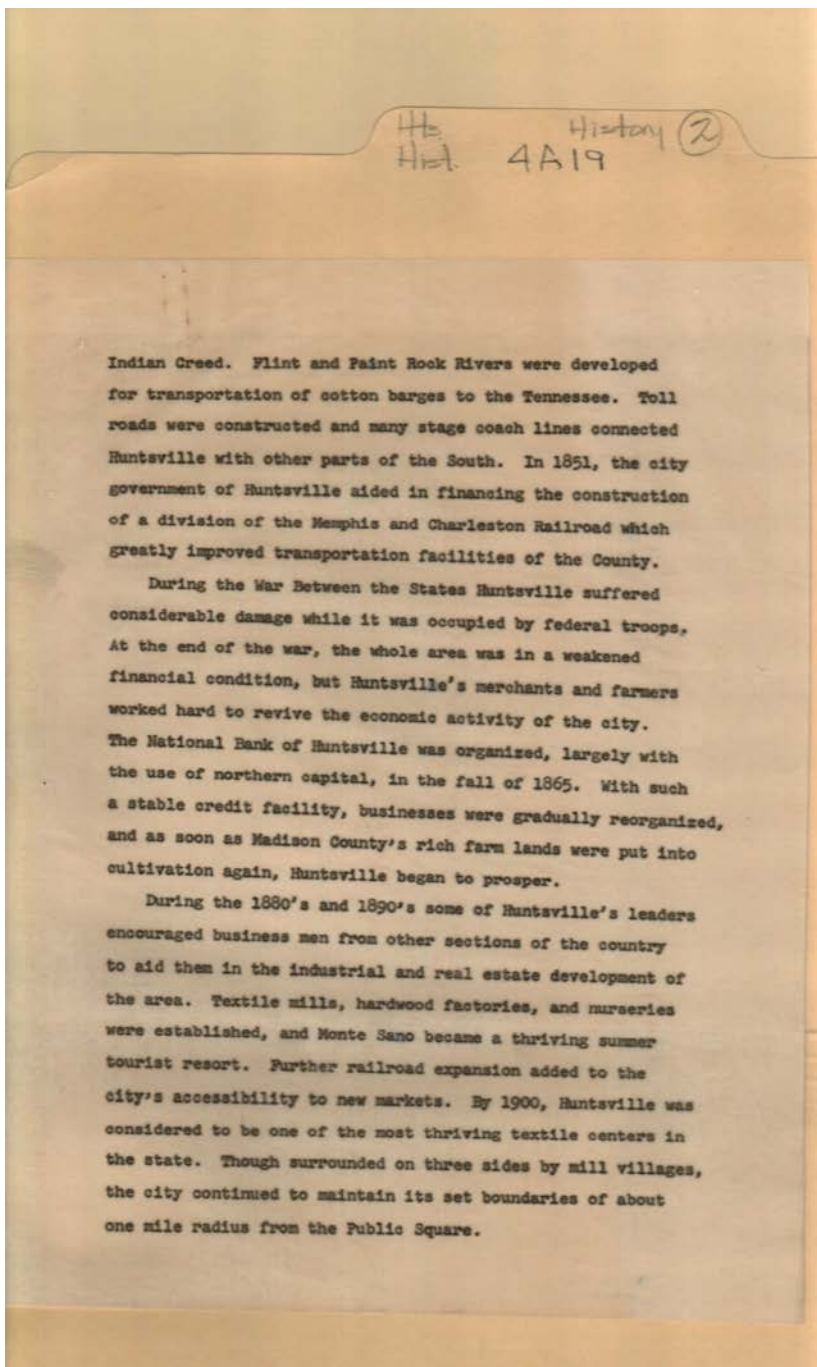 Hts. History 2
Hist. 4A19
Indian Creed. Flint and Paint Rock Rivers were developed
for transportation of cotton barges to the Tennessee. Toll
roads were constructed and many stage coach lines connected
Huntsville with other parts of the South. In 1851, the city
government of Huntsville aided in financing the construction
of a division of the Memphis and Charleston Railroad which
greatly improved transportation facilities of the County.
During the War Between the States Huntsville suffered
considerable damage while it was occupied by federal troops.
At the end of the war, the whole area was in a weakened
financial condition, but Huntsville's merchants and farmers
worked hard to revive the economic activity of the city.
The National Bank of Huntsville was organized, largely with
the use of northern capital, in the fall of 1865. With such
a stable credit facility, businesses were gradually reorganized,
and as soon as Madison County's rich farm lands were put into
cultivation again, Huntsville began to prosper.
During the 1880's and 1890's some of Huntsville's leaders
encouraged business men from other sections of the country
to aid them in the industrial and real estate development of
the area. Textile mills, hardwood factories, and nurseries
were established, and Monte Sano became a thriving summer
tourist resort. Further railroad expansion added to the
city's accessibility to new markets. By 1900, Huntsville was
considered to be one of the most thriving textile centers in
the state. Though surrounded on three sides by mill villages,
the city continued to maintain its set boundaries of about
one mile radius from the Public Square.